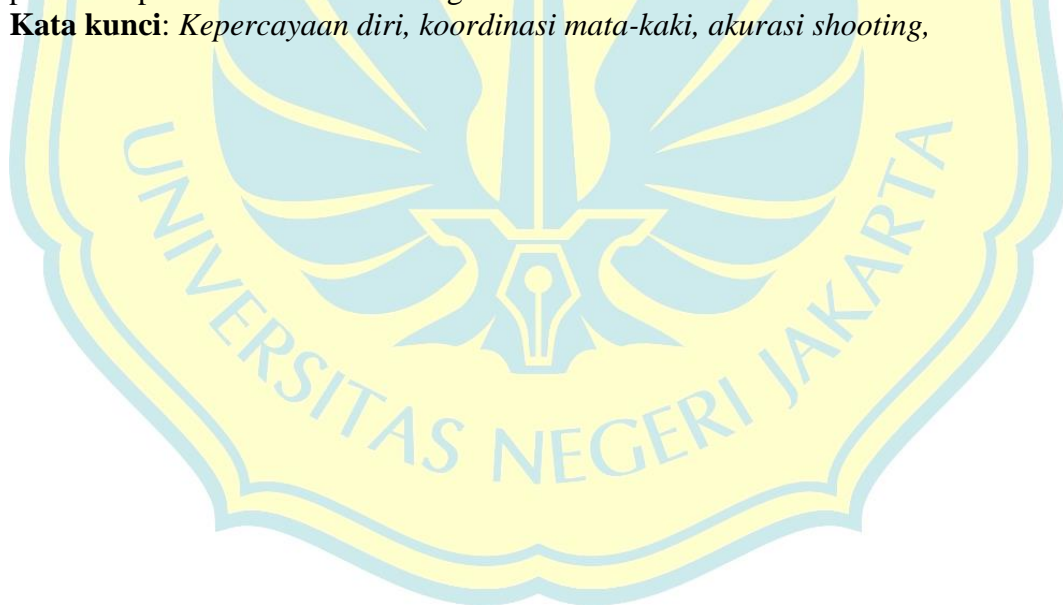 Kata kunci: Kepercayaan diri, koordinasi mata-kaki, akurasi shooting,
UNIVERSITAS NEGERI JAKARTA